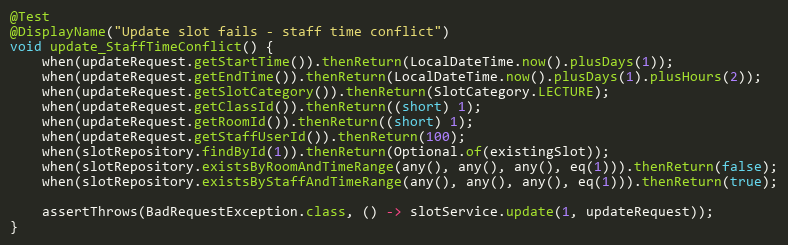 @Test
@DisplayName("Update slot fails - staff time conflict")
void update_StaffTimeConflict() {
    when(updateRequest.getStartTime()).thenReturn(LocalDateTime.now().plusDays(1));
    when(updateRequest.getEndTime()).thenReturn(LocalDateTime.now().plusDays(1).plusHours(2));
    when(updateRequest.getSlotCategory()).thenReturn(SlotCategory.LECTURE);
    when(updateRequest.getClassId()).thenReturn((short) 1);
    when(updateRequest.getRoomId()).thenReturn((short) 1);
    when(updateRequest.getStaffUserId()).thenReturn(100);
    when(slotRepository.findById(1)).thenReturn(Optional.of(existingSlot));
    when(slotRepository.existsByRoomAndTimeRange(any(), any(), any(), eq(1))).thenReturn(false);
    when(slotRepository.existsByStaffAndTimeRange(any(), any(), any(), eq(1))).thenReturn(true);

    assertThrows(BadRequestException.class, () -> slotService.update(1, updateRequest));
}